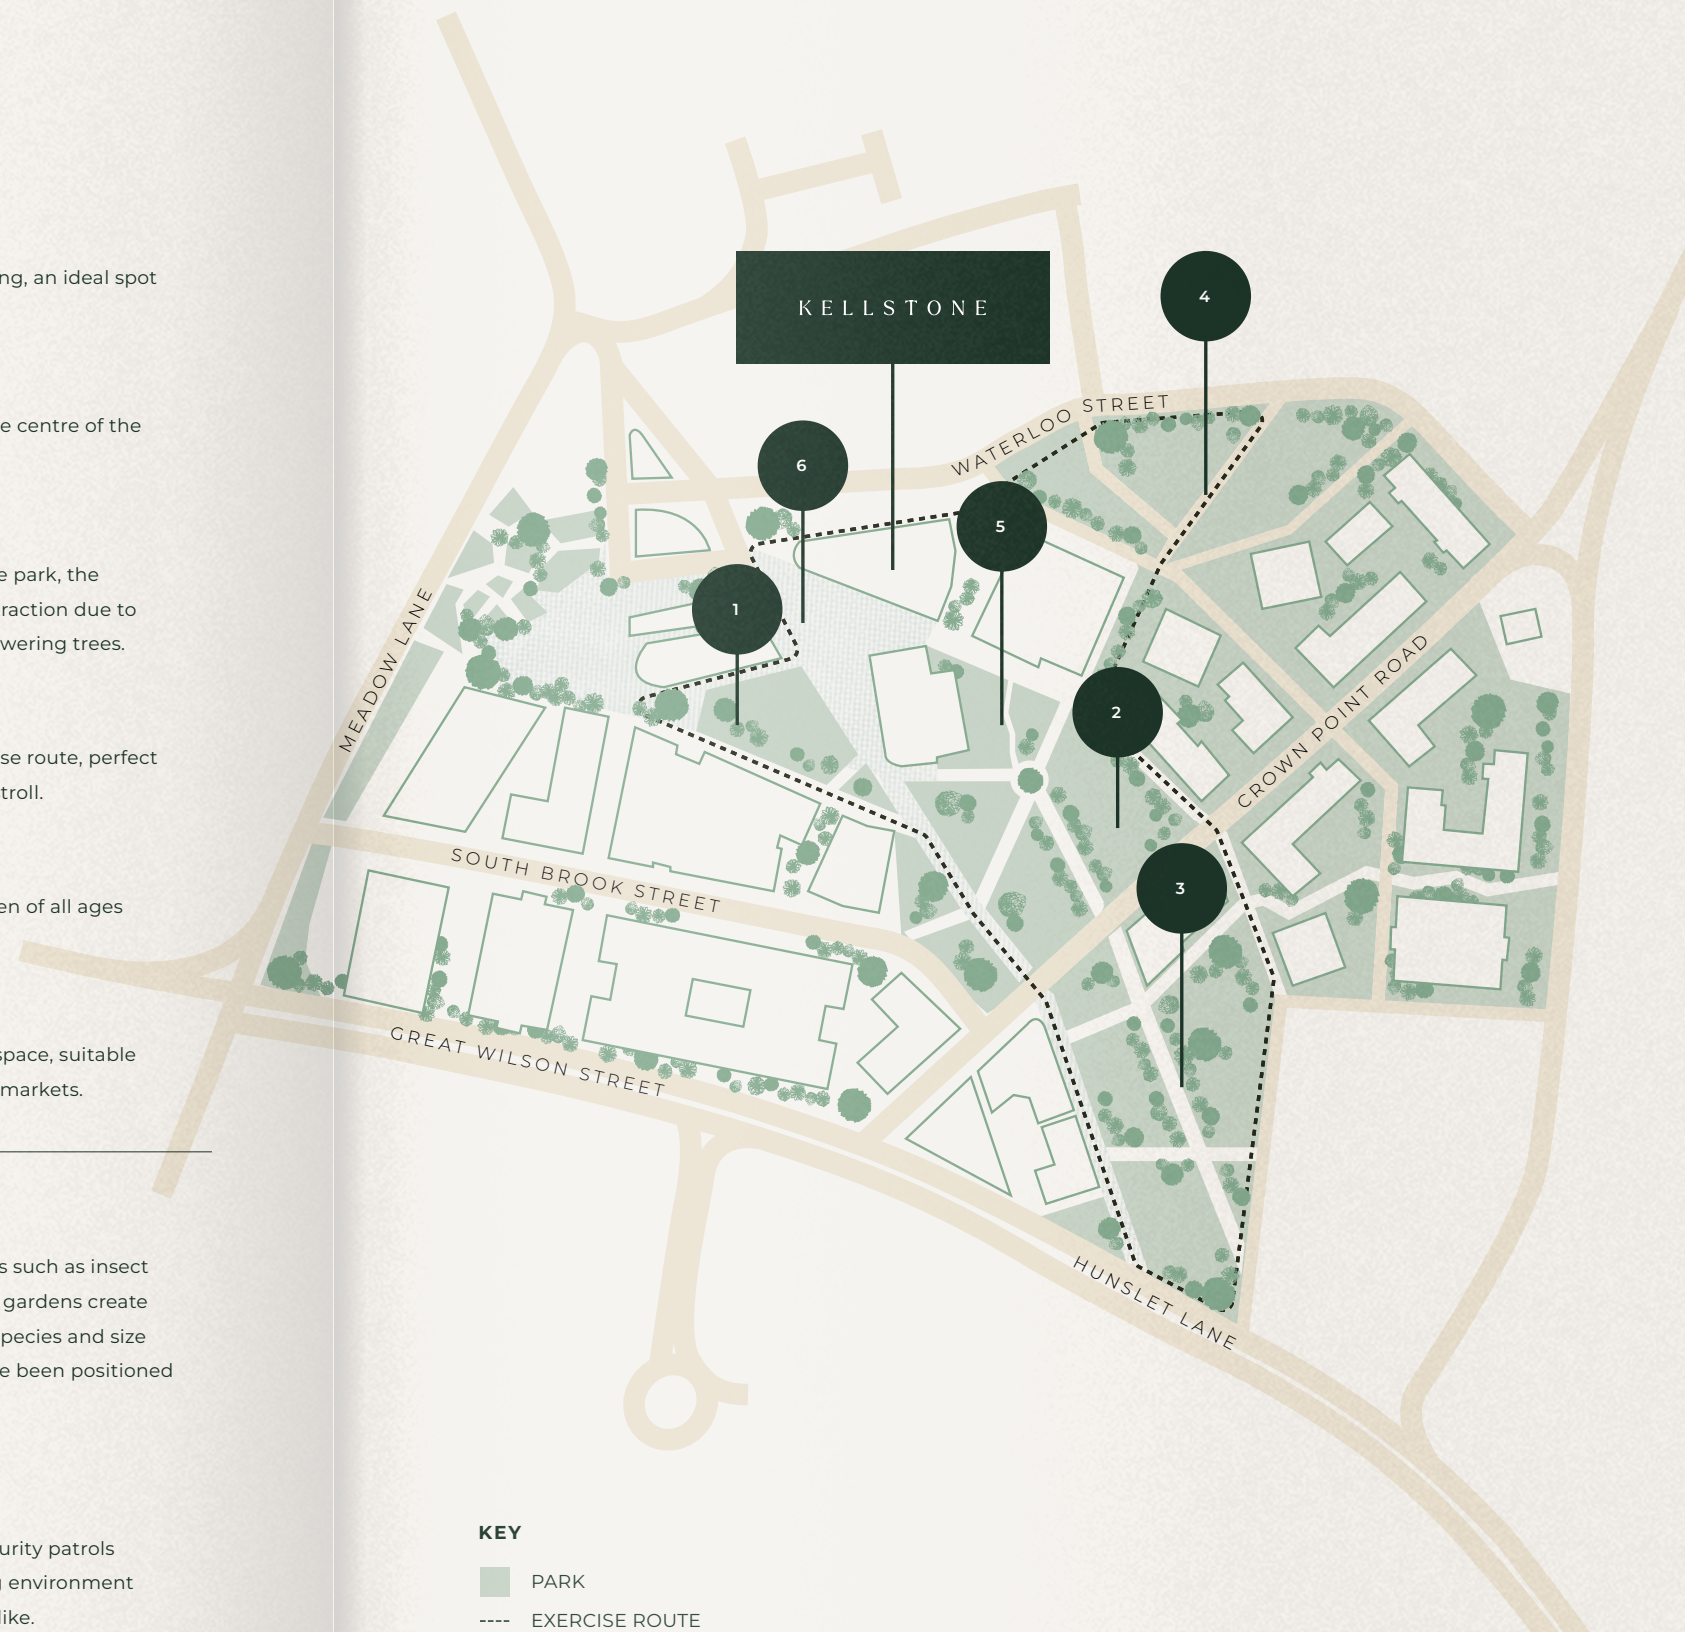 ng, an ideal spot
e centre of the
e park, the
raction due to
wering trees.
se route, perfect
troll.
en of all ages
space, suitable
markets.
s such as insect
gardens create
pecies and size
e been positioned
urity patrols
g environment
like.
KELLSTONE
4
WATERLOO STREET
6
5
1
MEADOW LANE
2
CROWN POINT ROAD
SOUTH BROOK STREET
3
GREAT WILSON STREET
HUNSLET LANE
KEY
PARK
EXERCISE ROUTE